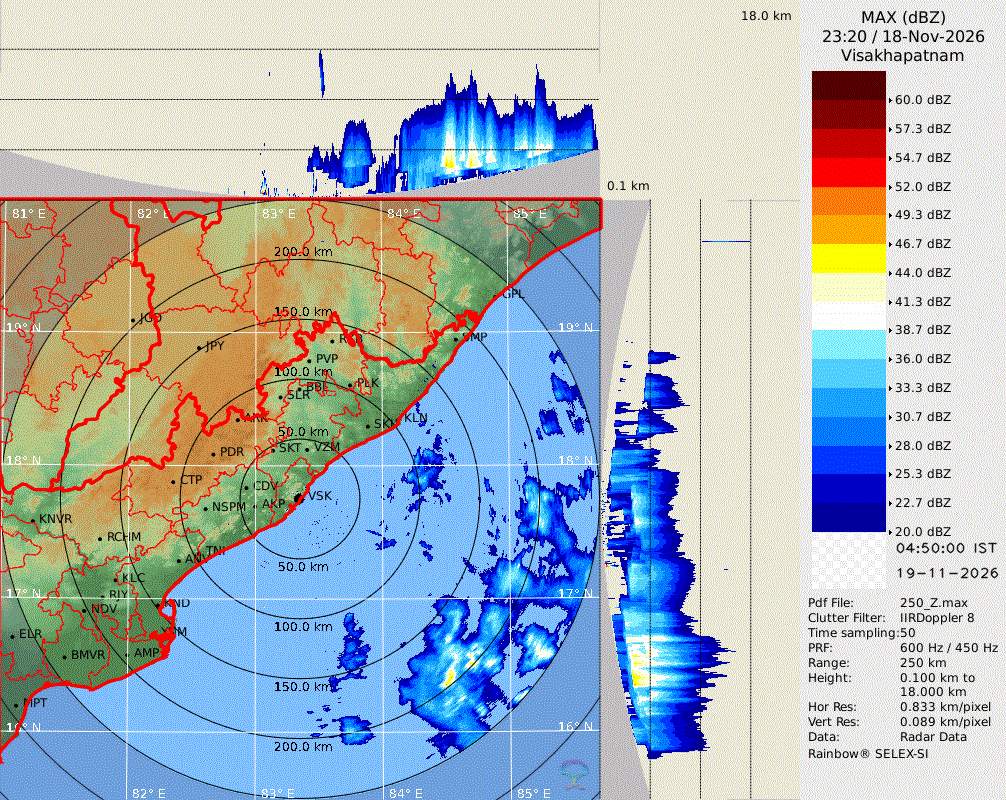 18.0 km
0.1 km
MAX (dBZ)
23:20 / 18-Nov-2026
Visakhapatnam
60.0 dBZ
57.3 dBZ
54.7 dBZ
52.0 dBZ
49.3 dBZ
46.7 dBZ
44.0 dBZ
41.3 dBZ
38.7 dBZ
36.0 dBZ
33.3 dBZ
30.7 dBZ
28.0 dBZ
25.3 dBZ
22.7 dBZ
20.0 dBZ
04:50:00 IST
19-11-2026
Pdf File: 250_Z.max
Clutter Filter: IIRDoppler 8
Time sampling:50
PRF: 600 Hz / 450 Hz
Range: 250 km
Height: 0.100 km to
18.000 km
Hor Res: 0.833 km/pixel
Vert Res: 0.089 km/pixel
Data: Radar Data
Rainbow® SELEX-SI
81° E 82° E 83° E 84° E 85° E
200.0 km
GPL
150.0 km
JGD
19° N 19° N
JPY
PVP
100.0 km
PLK
SLR
KLN
50.0 km
SKT VZM
PDR
18° N 18° N
CTP
CDV
VSK
NSPM AKP
KNVR
RCHM
TNI
50.0 km
KLC
RJY
17° N 17° N
NDV
KND
100.0 km
ELR
BMVR AMP
150.0 km
16° N 16° N
200.0 km
82° E 83° E 84° E 85° E